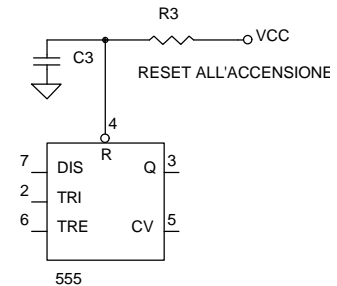 R3
VCC
C3
RESET ALL'ACCENSIONE
4
R
7 DIS Q 3
2 TRI
6 TRE CV 5
555